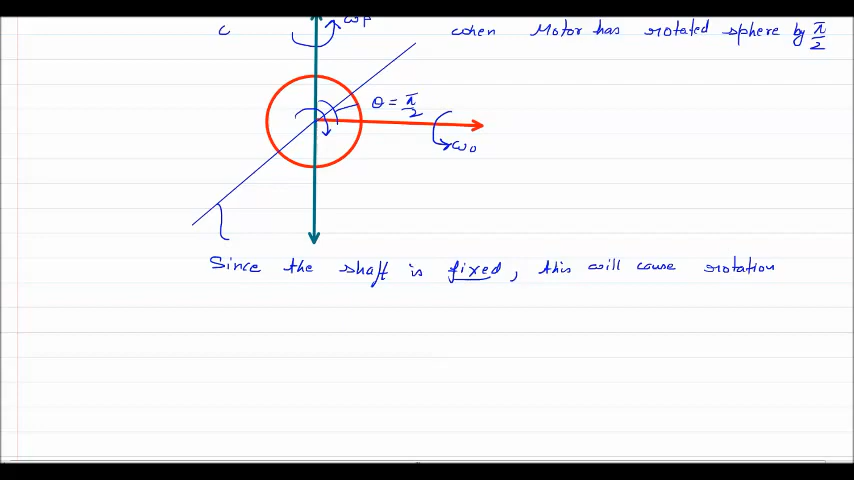 c
ωp
when Motor has rotated sphere by π/2
θ = π/2
ω₀
Since the shaft is fixed, this will cause rotation